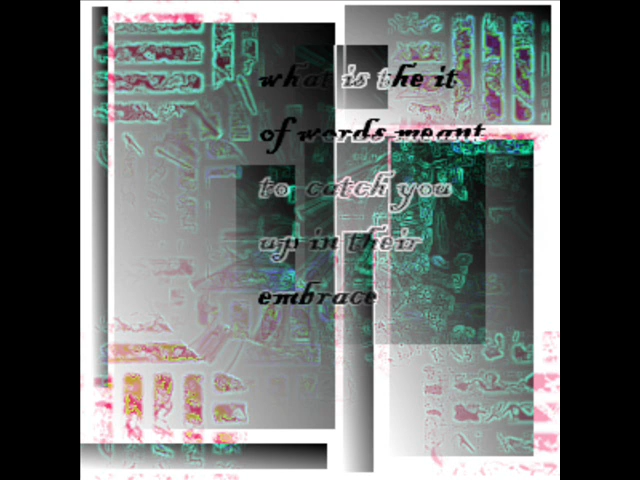 what is the it
of words meant
to catch you
up in their
embrace